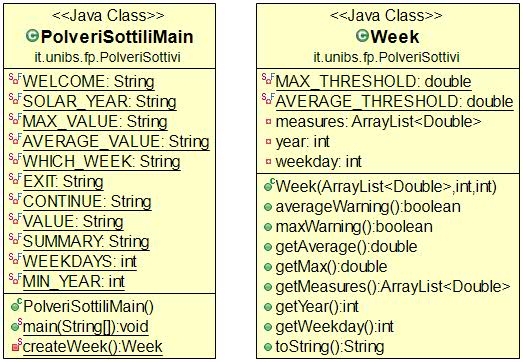 <<Java Class>>
PolveriSottiliMain
it.unibs.fp.PolveriSottivi
WELCOME: String
SOLAR_YEAR: String
MAX_VALUE: String
AVERAGE_VALUE: String
WHICH_WEEK: String
EXIT: String
CONTINUE: String
VALUE: String
SUMMARY: String
WEEKDAYS: int
MIN_YEAR: int
PolveriSottiliMain()
main(String[]):void
createWeek():Week
<<Java Class>>
Week
it.unibs.fp.PolveriSottivi
MAX_THRESHOLD: double
AVERAGE_THRESHOLD: double
measures: ArrayList<Double>
year: int
weekday: int
Week(ArrayList<Double>,int,int)
averageWarning():boolean
maxWarning():boolean
getAverage():double
getMax():double
getMeasures():ArrayList<Double>
getYear():int
getWeekday():int
toString():String